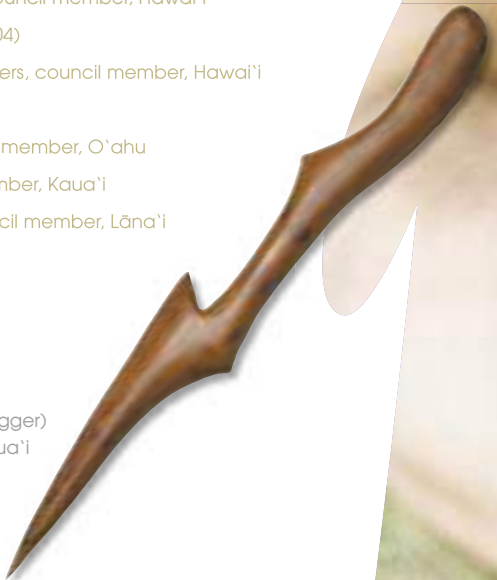 council member, Hawai`i
04)
ers, council member, Hawai`i
member, O`ahu
mber, Kaua`i
cil member, Lāna`i
gger)
ua`i